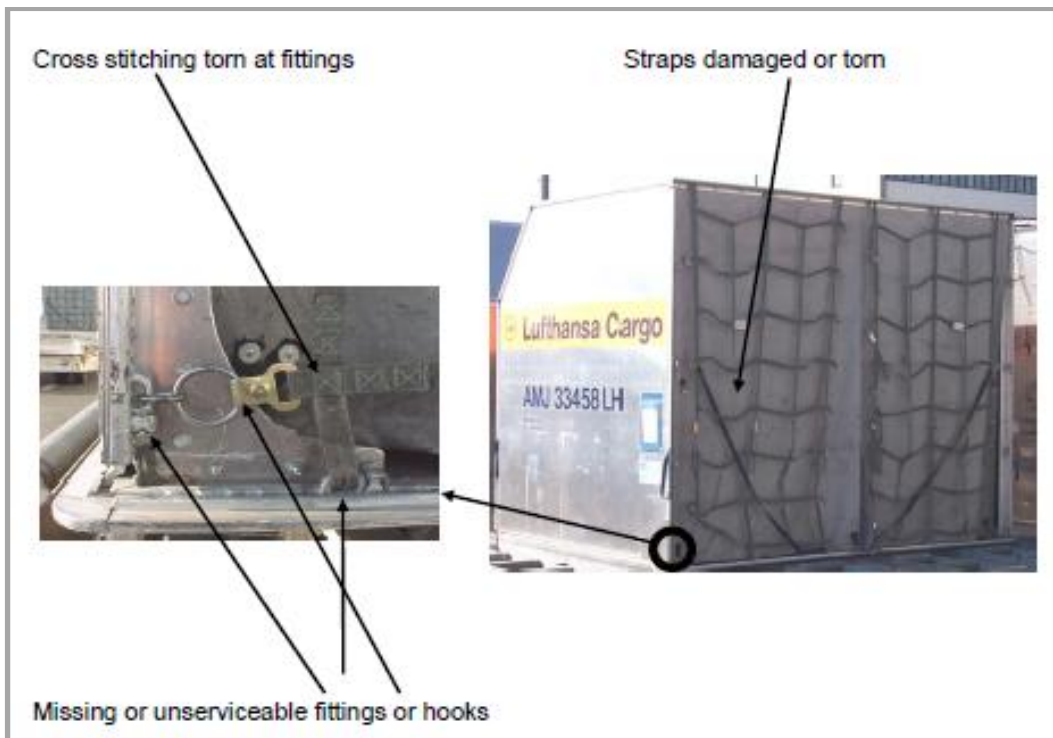 Cross stitching torn at fittings
Straps damaged or torn
Lufthansa Cargo
AMJ 33458 LH
Missing or unserviceable fittings or hooks